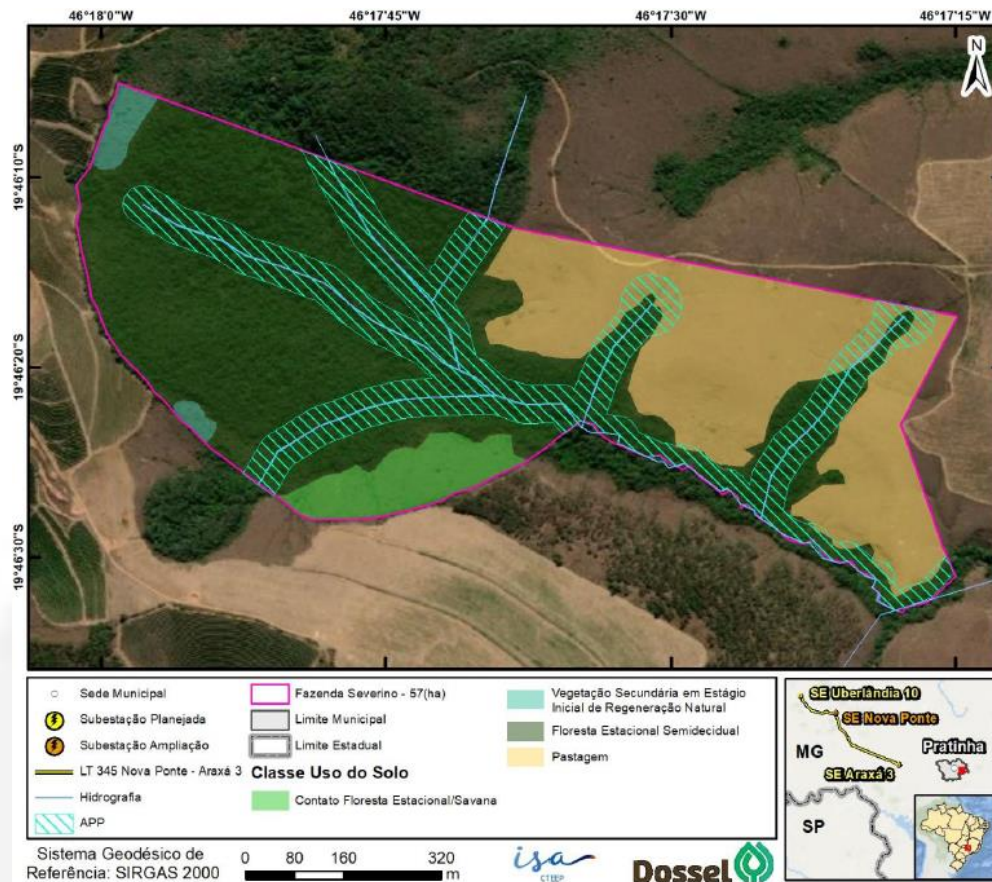 46°18'0"W 46°17'45"W 46°17'30"W 46°17'15"W
N
19°46'10"S
19°46'20"S
19°46'30"S
Sede Municipal
Subestação Planejada
Subestação Ampliação
LT 345 Nova Ponte - Araxá 3
Hidrografia
APP
Fazenda Severino - 57(ha)
Limite Municipal
Limite Estadual
Classe Uso do Solo
Contato Floresta Estacional/Savana
Vegetação Secundária em Estágio
Inicial de Regeneração Natural
Floresta Estacional Semidecidual
Pastagem
SE Uberlândia 10
SE Nova Ponte
MG
Pratinha
SE Araxá 3
SP
Sistema Geodésico de
Referência: SIRGAS 2000
0 80 160 320
m
isa
CTEEP
Dossel